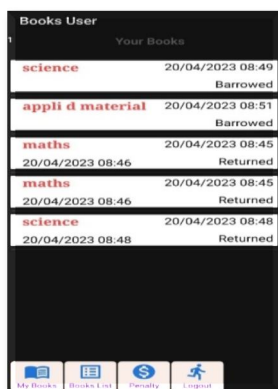 Books User
1
Your Books
science 20/04/2023 08:49
Barrowed
appli d material 20/04/2023 08:51
Barrowed
maths 20/04/2023 08:45
20/04/2023 08:46 Returned
maths 20/04/2023 08:45
20/04/2023 08:46 Returned
science 20/04/2023 08:48
20/04/2023 08:48 Returned
My Books Books List Penalty Logout